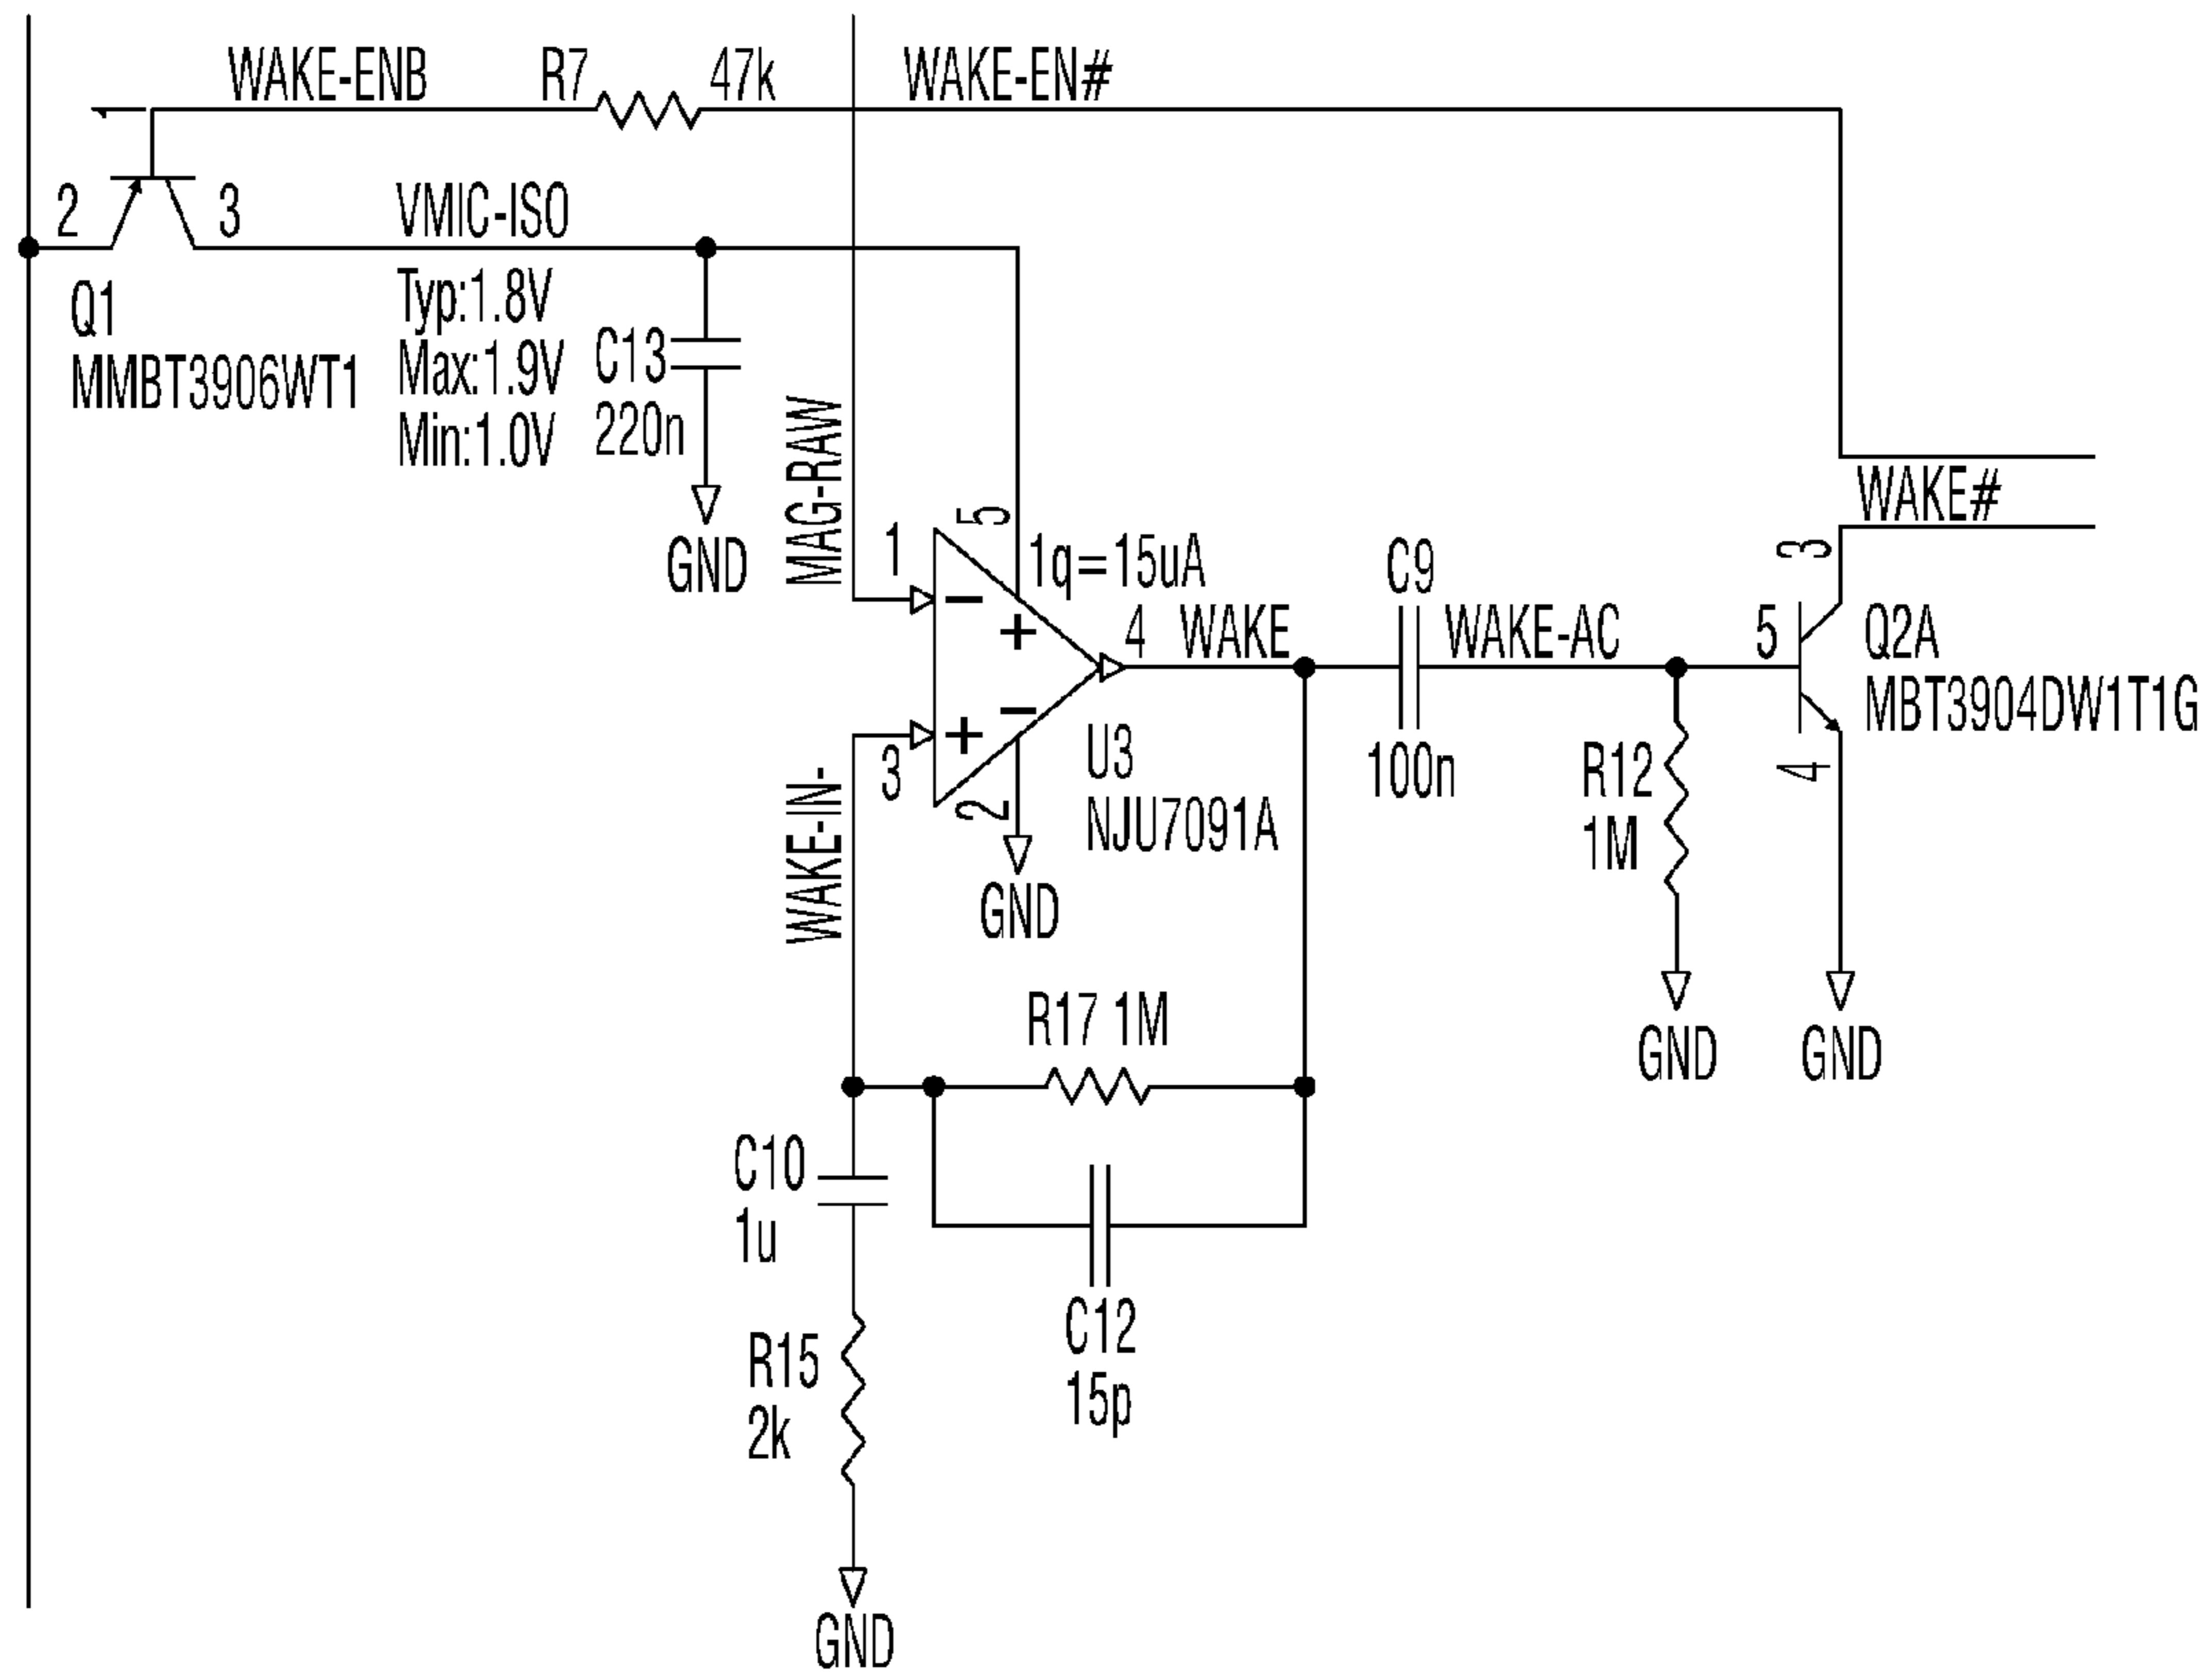 WAKE-ENB
R7
47k
WAKE-EN#
2
3
VMIC-ISO
Q1
MMBT3906WT1
Typ:1.8V
Max:1.9V
Min:1.0V
C13
220n
GND
MAG-RAW
1
5
1q=15uA
−
+
4
WAKE
C9
100n
WAKE-AC
WAKE#
3
5
Q2A
MBT3904DW1T1G
4
−
+
3
2
U3
NJU7091A
GND
WAKE-IN-
R12
1M
GND
GND
R17 1M
C10
1u
C12
15p
R15
2k
GND